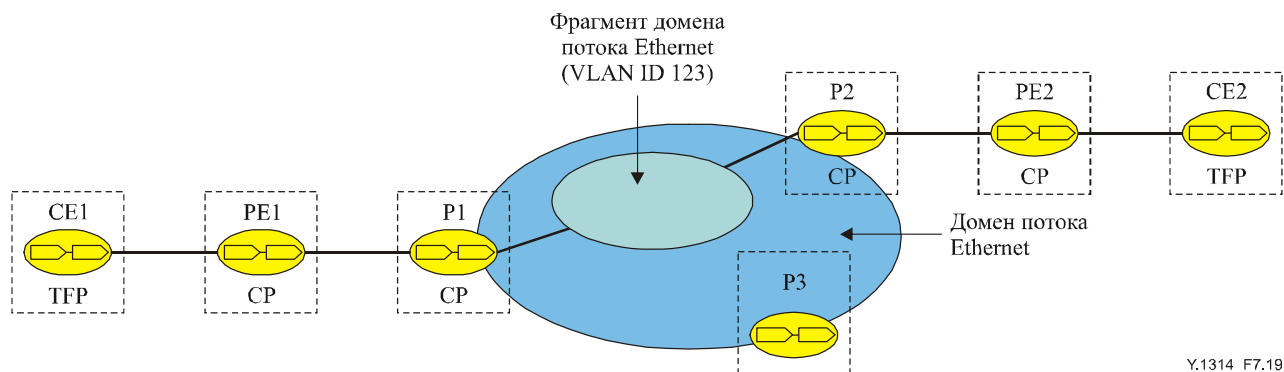 Фрагмент домена
потока Ethernet
(VLAN ID 123)
P2
PE2
CE2
CP
CP
TFP
CE1
PE1
P1
TFP
CP
CP
Домен потока
Ethernet
P3
Y.1314 F7.19